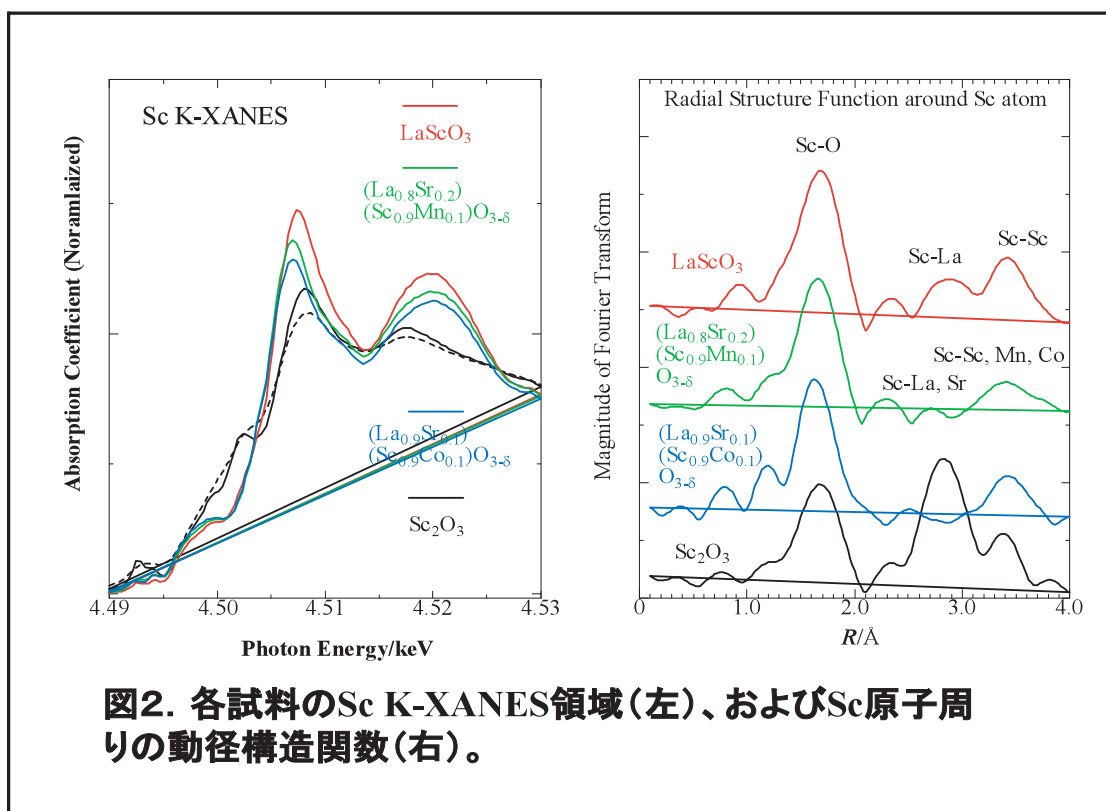 Sc K-XANES
LaScO₃
(La₀.₈Sr₀.₂)
(Sc₀.₉Mn₀.₁)O₃₋δ
(La₀.₉Sr₀.₁)
(Sc₀.₉Co₀.₁)O₃₋δ
Sc₂O₃
Absorption Coefficient (Noramlaized)
4.49 4.50 4.51 4.52 4.53
Photon Energy/keV
Radial Structure Function around Sc atom
Sc-O
Sc-Sc
Sc-La
LaScO₃
(La₀.₈Sr₀.₂)
(Sc₀.₉Mn₀.₁)
O₃₋δ
Sc-Sc, Mn, Co
Sc-La, Sr
(La₀.₉Sr₀.₁)
(Sc₀.₉Co₀.₁)
O₃₋δ
Sc₂O₃
Magnitude of Fourier Transform
0 1.0 2.0 3.0 4.0
R/Å
図2. 各試料のSc K-XANES領域(左)、およびSc原子周
りの動径構造関数(右)。